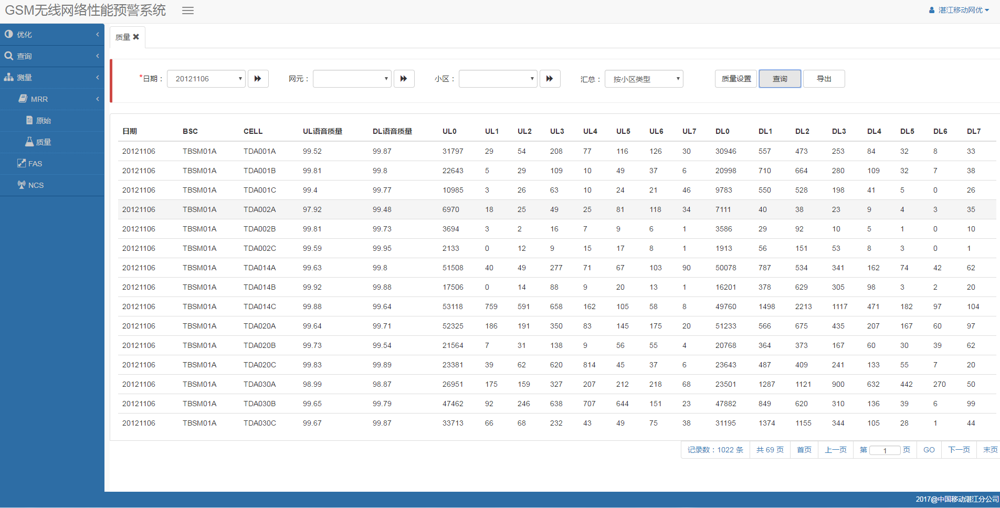 GSM无线网络性能预警系统
湛江移动网优
优化
查询
测量
MRR
原始
质量
FAS
NCS
质量
*日期： 20121106 网元： 小区： 汇总： 按小区类型 质量设置 查询 导出
日期 BSC CELL UL语音质量 DL语音质量 UL0 UL1 UL2 UL3 UL4 UL5 UL6 UL7 DL0 DL1 DL2 DL3 DL4 DL5 DL6 DL7
20121106 TBSM01A TDA001A 99.52 99.87 31797 29 54 208 77 116 126 30 30946 557 473 253 84 32 8 33
20121106 TBSM01A TDA001B 99.81 99.8 22643 5 29 109 10 49 37 6 20998 710 664 280 109 32 7 38
20121106 TBSM01A TDA001C 99.4 99.77 10985 3 26 63 10 24 21 46 9783 550 528 198 41 5 0 26
20121106 TBSM01A TDA002A 97.92 99.48 6970 18 25 49 25 81 118 34 7111 40 38 23 9 4 3 35
20121106 TBSM01A TDA002B 99.81 99.73 3694 3 2 16 7 9 6 1 3586 29 92 10 5 1 0 10
20121106 TBSM01A TDA002C 99.59 99.95 2133 0 12 9 15 17 8 1 1913 56 151 53 8 3 0 1
20121106 TBSM01A TDA014A 99.63 99.8 51508 40 49 277 71 67 103 90 50078 787 534 341 162 74 42 62
20121106 TBSM01A TDA014B 99.92 99.88 17506 0 14 88 9 20 13 1 16201 378 629 305 98 3 2 20
20121106 TBSM01A TDA014C 99.88 99.64 53118 759 591 658 162 105 58 8 49760 1498 2213 1117 471 182 97 104
20121106 TBSM01A TDA020A 99.64 99.71 52325 186 191 350 83 145 175 20 51233 566 675 435 207 167 60 97
20121106 TBSM01A TDA020B 99.73 99.54 21564 7 31 138 9 56 55 4 20768 364 373 167 60 30 39 62
20121106 TBSM01A TDA020C 99.83 99.89 23381 39 62 620 814 45 37 6 23643 487 409 241 133 55 7 20
20121106 TBSM01A TDA030A 98.99 98.87 26951 175 159 327 207 212 218 68 23501 1287 1121 900 632 442 270 50
20121106 TBSM01A TDA030B 99.65 99.79 47462 92 246 638 707 644 151 23 47882 849 620 310 136 39 6 99
20121106 TBSM01A TDA030C 99.67 99.87 33713 66 68 232 43 49 75 38 31195 1374 1155 344 105 28 1 44
记录数：1022 条 共 69 页 首页 上一页 第 1 页 GO 下一页 末页
2017@中国移动湛江分公司